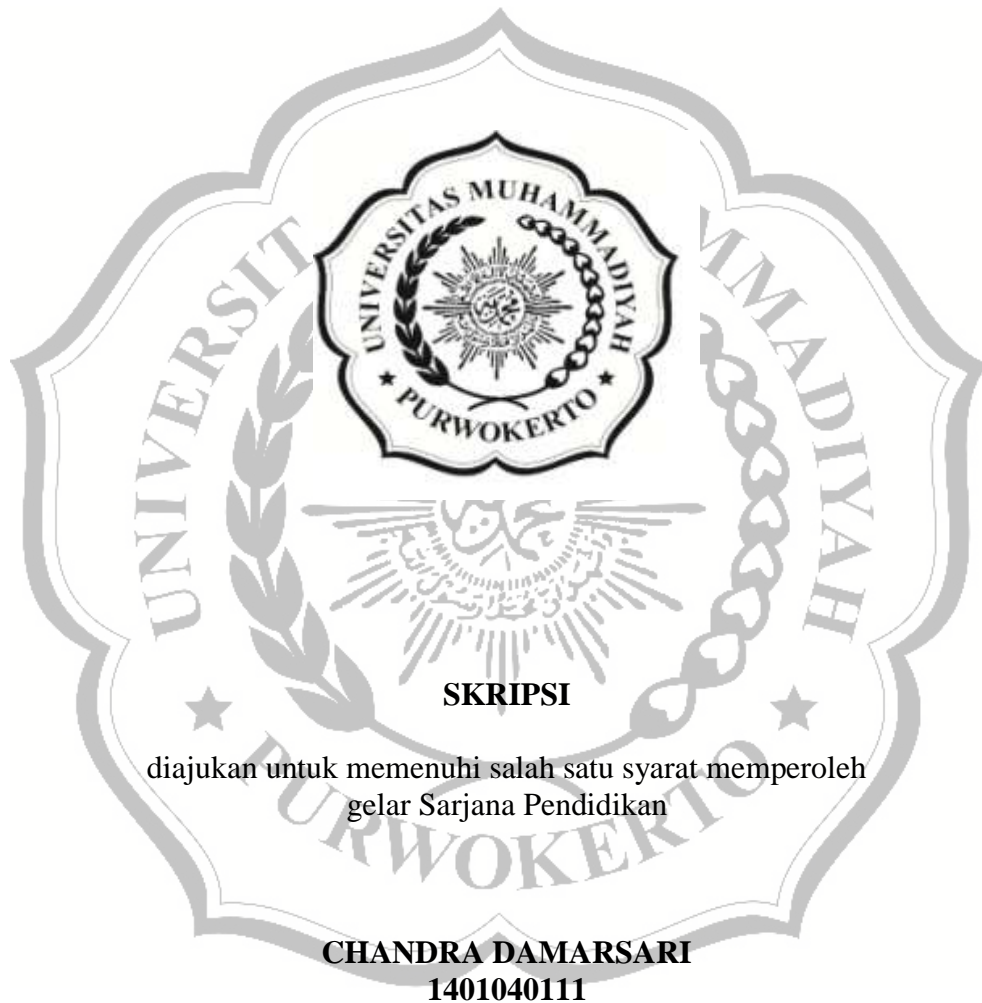 UNIVERSITAS MUHAMMADIYAH
★ PURWOKERTO ★
SKRIPSI
diajukan untuk memenuhi salah satu syarat memperoleh
gelar Sarjana Pendidikan
CHANDRA DAMARSARI
1401040111